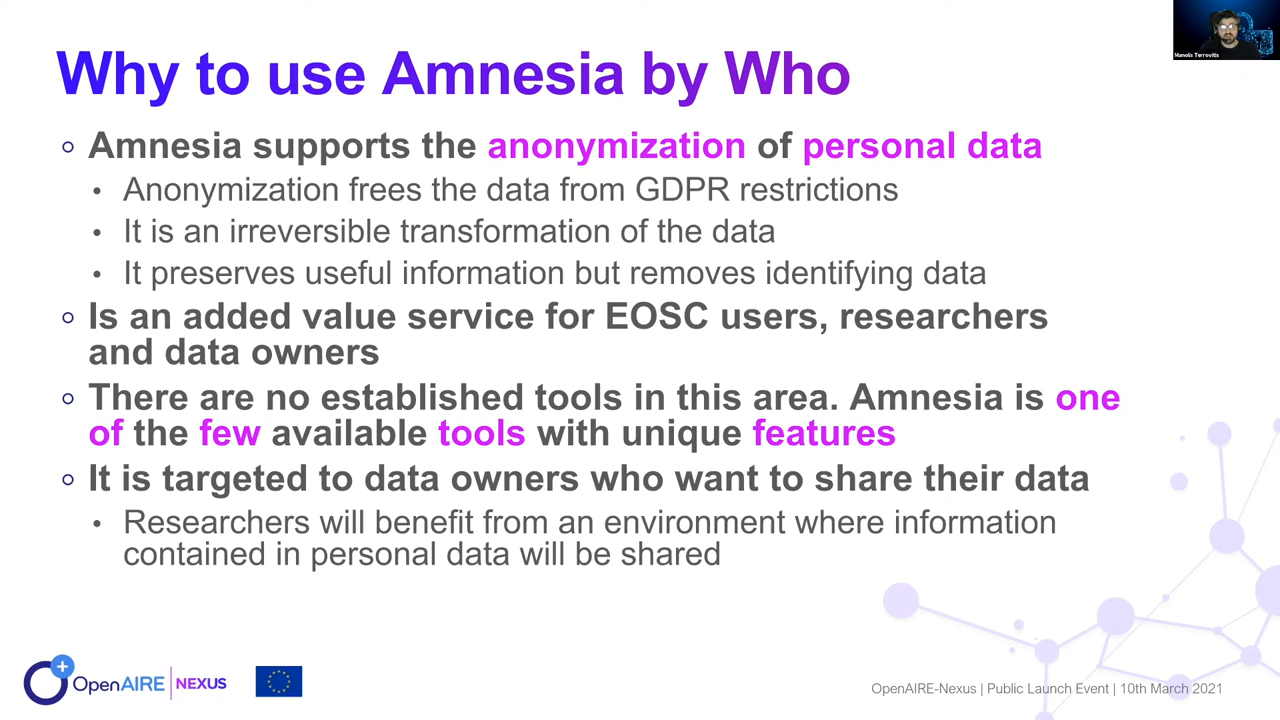 Manolis Terrovitis
Why to use Amnesia by Who
Amnesia supports the anonymization of personal data
Anonymization frees the data from GDPR restrictions
It is an irreversible transformation of the data
It preserves useful information but removes identifying data
Is an added value service for EOSC users, researchers
and data owners
There are no established tools in this area. Amnesia is one
of the few available tools with unique features
It is targeted to data owners who want to share their data
Researchers will benefit from an environment where information
contained in personal data will be shared
OpenAIRE NEXUS
OpenAIRE-Nexus | Public Launch Event | 10th March 2021